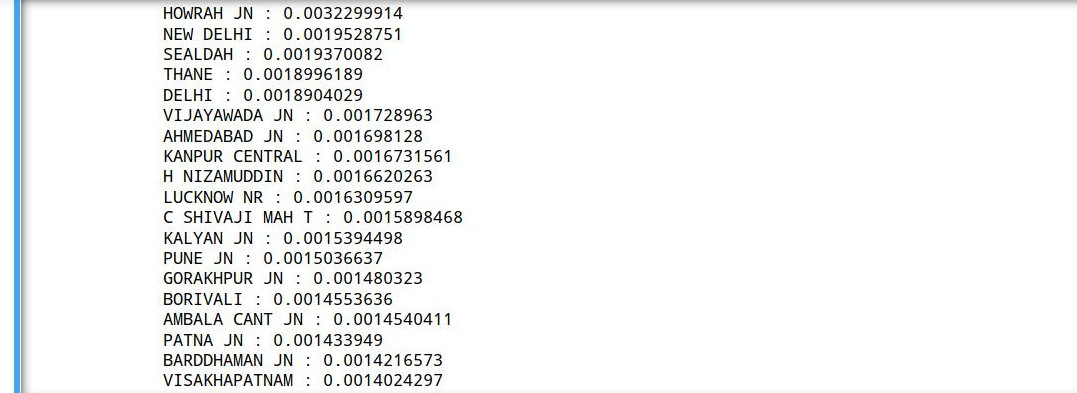 HOWRAH JN : 0.0032299914
NEW DELHI : 0.0019528751
SEALDAH : 0.0019370082
THANE : 0.0018996189
DELHI : 0.0018904029
VIJAYAWADA JN : 0.001728963
AHMEDABAD JN : 0.001698128
KANPUR CENTRAL : 0.0016731561
H NIZAMUDDIN : 0.0016620263
LUCKNOW NR : 0.0016309597
C SHIVAJI MAH T : 0.0015898468
KALYAN JN : 0.0015394498
PUNE JN : 0.0015036637
GORAKHPUR JN : 0.001480323
BORIVALI : 0.0014553636
AMBALA CANT JN : 0.0014540411
PATNA JN : 0.001433949
BARDDHAMAN JN : 0.0014216573
VISAKHAPATNAM : 0.0014024297